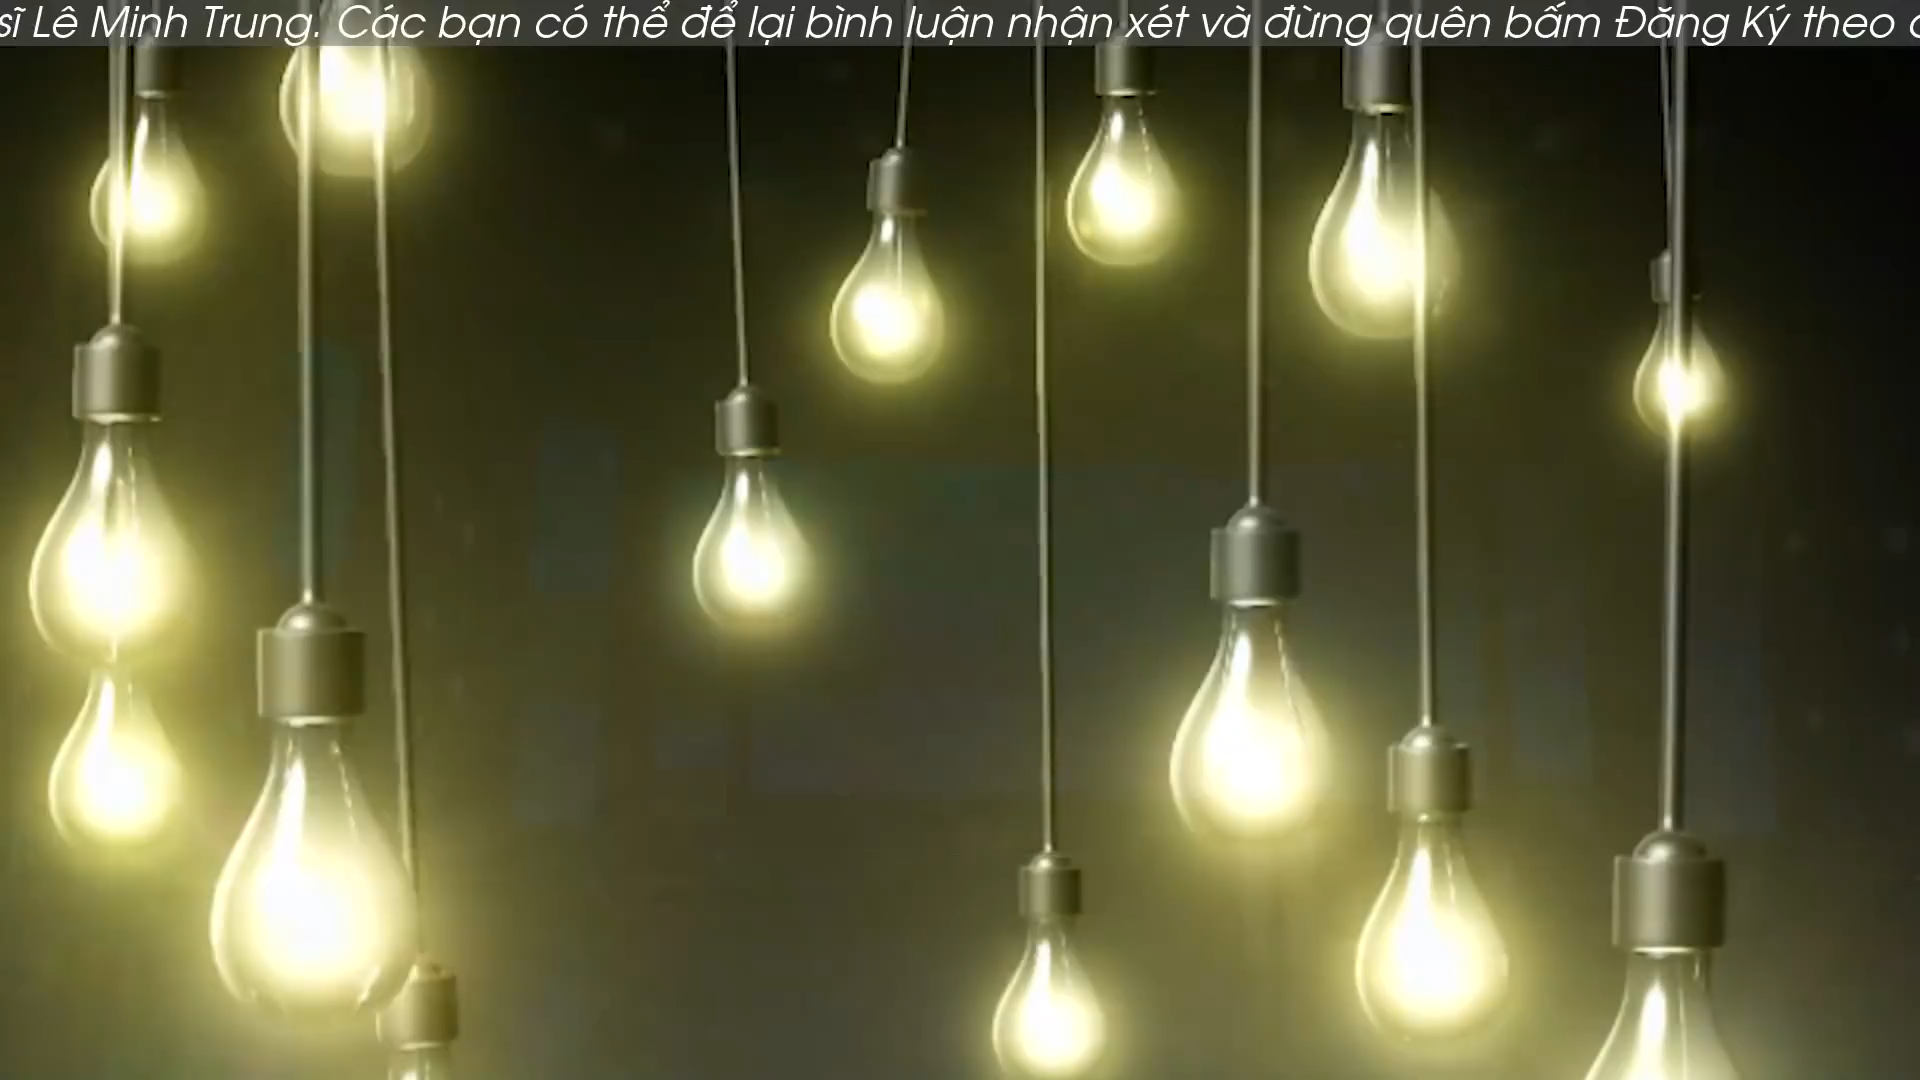 sĩ Lê Minh Trung. Các bạn có thể để lại bình luận nhận xét và đừng quên bấm Đăng Ký theo